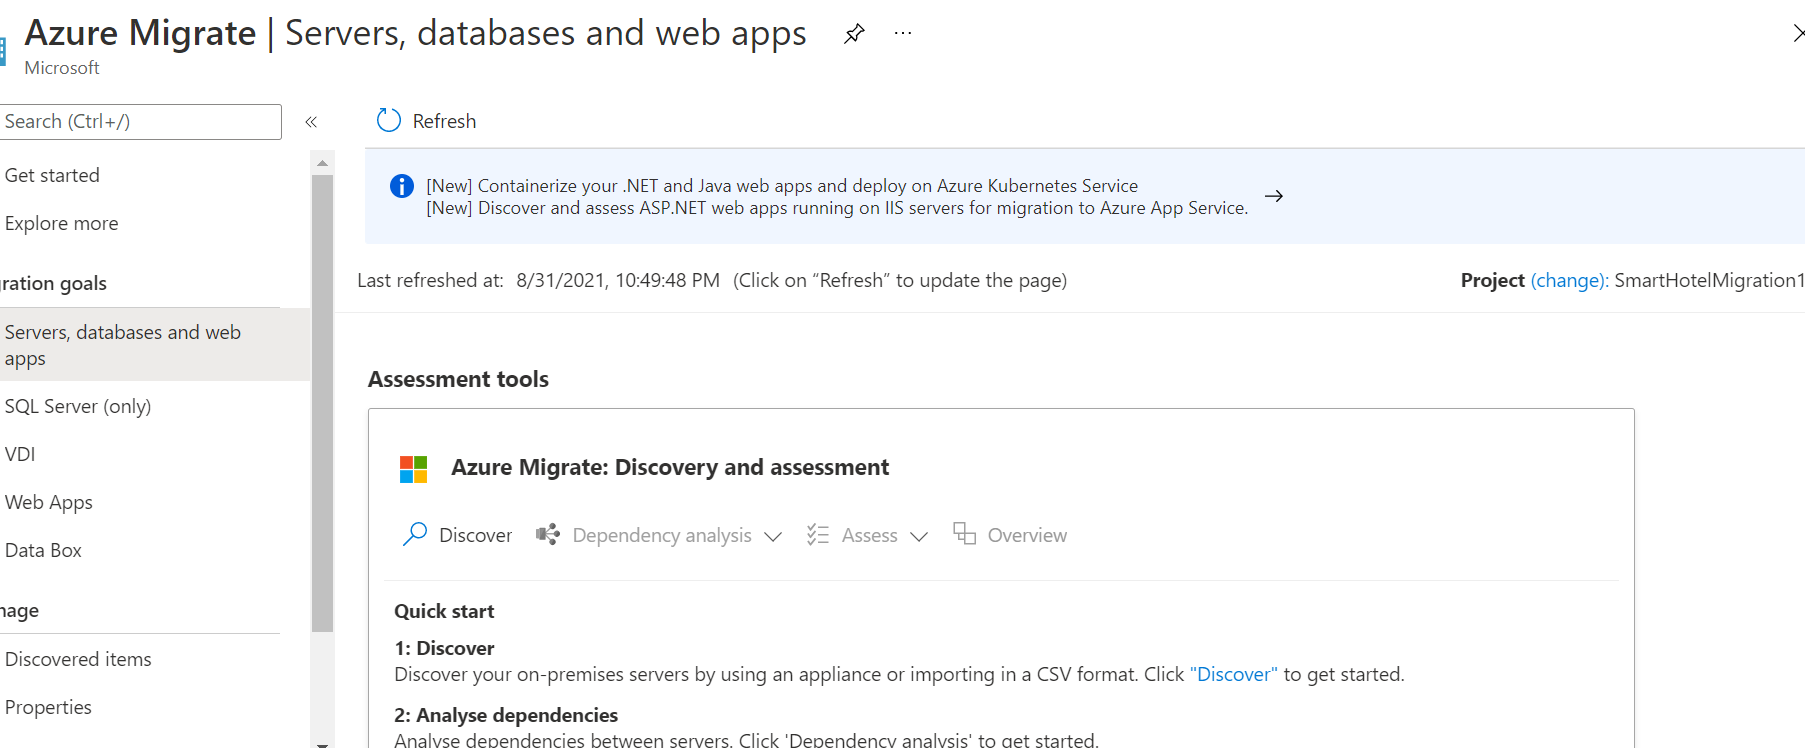 Azure Migrate | Servers, databases and web apps
Microsoft
Search (Ctrl+/)
«
Refresh
Get started
Explore more
[New] Containerize your .NET and Java web apps and deploy on Azure Kubernetes Service
[New] Discover and assess ASP.NET web apps running on IIS servers for migration to Azure App Service.
Last refreshed at: 8/31/2021, 10:49:48 PM (Click on “Refresh” to update the page)
Project (change): SmartHotelMigration1
ration goals
Servers, databases and web
apps
SQL Server (only)
VDI
Web Apps
Data Box
nage
Discovered items
Properties
Assessment tools
Azure Migrate: Discovery and assessment
Discover
Dependency analysis
Assess
Overview
Quick start
1: Discover
Discover your on-premises servers by using an appliance or importing in a CSV format. Click "Discover" to get started.
2: Analyse dependencies
Analyse dependencies between servers. Click 'Dependency analysis' to get started.